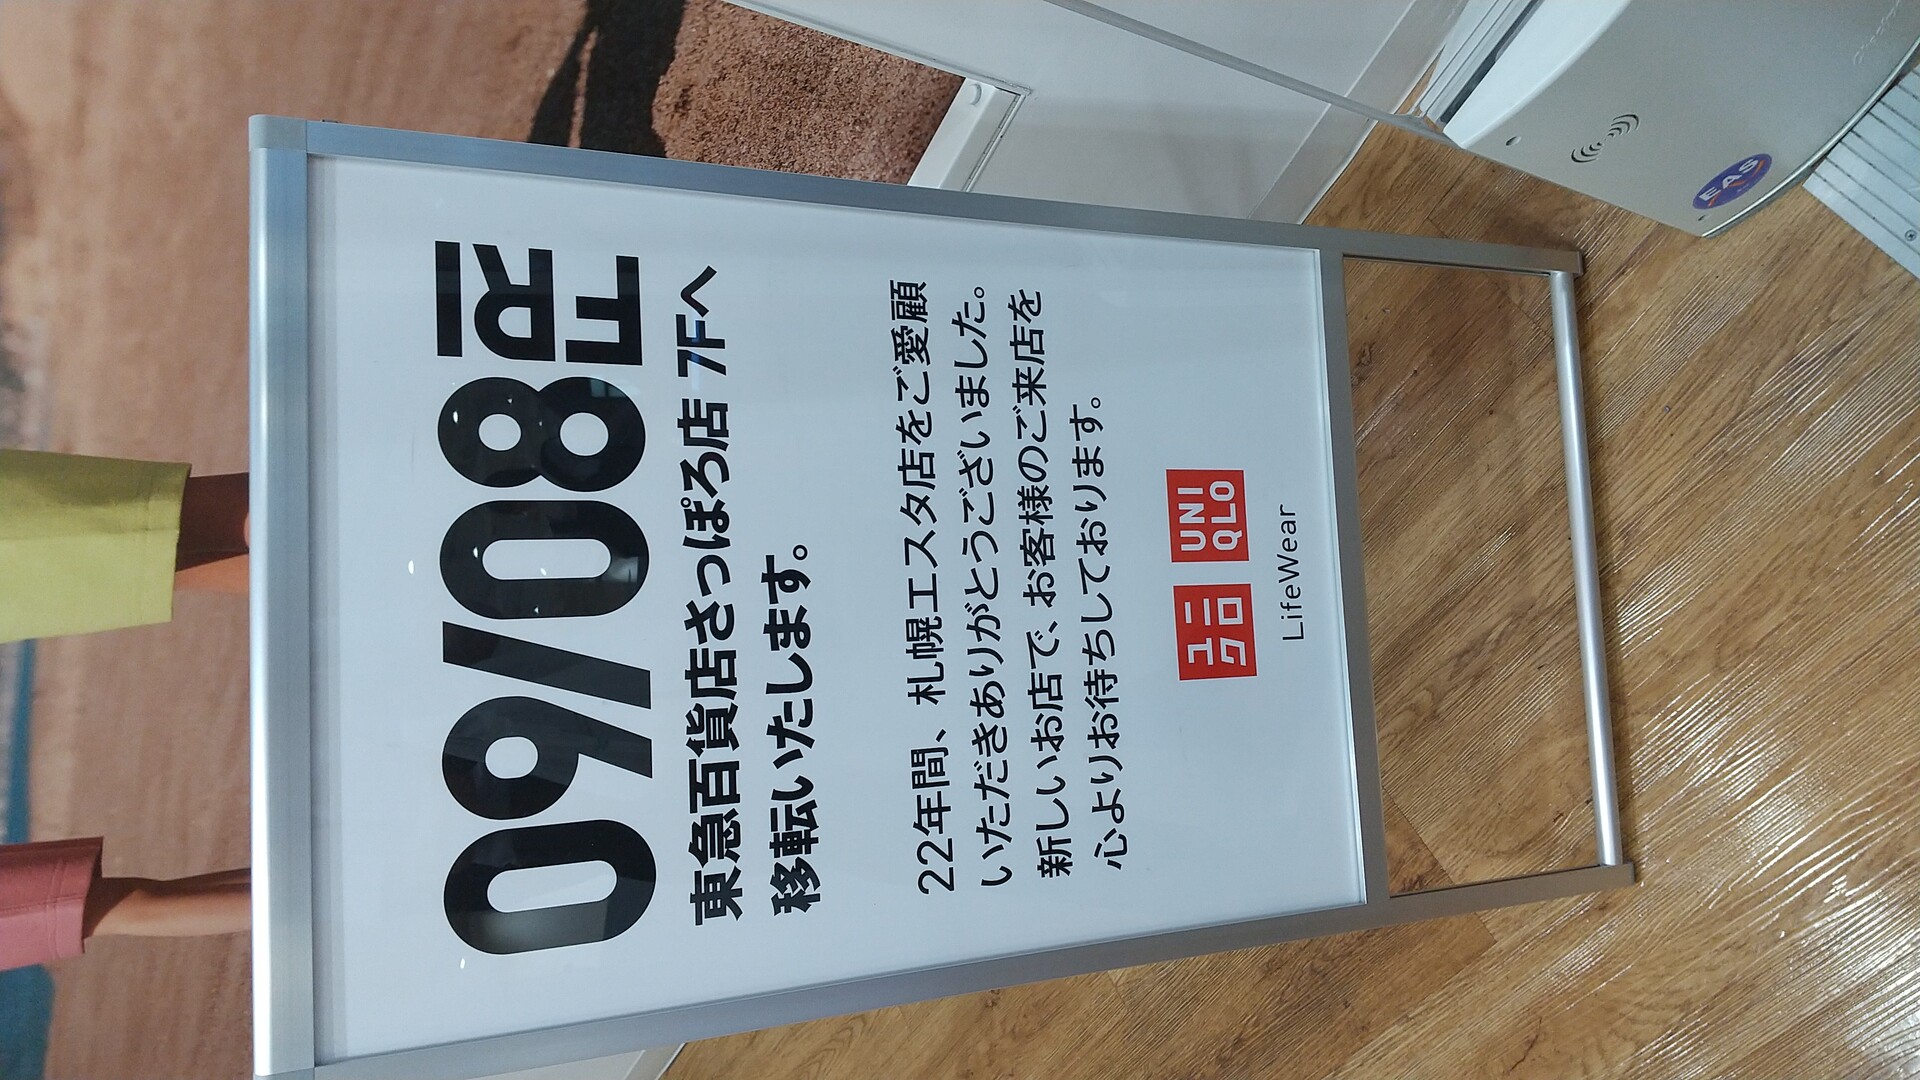 09/08 FRI
東急百貨店さっぽろ店 7Fへ
移転いたします。
22年間、札幌エスタ店をご愛顧
いただきありがとうございました。
新しいお店で、お客様のご来店を
心よりお待ちしております。
ユニクロ UNIQLO
LifeWear
EAS